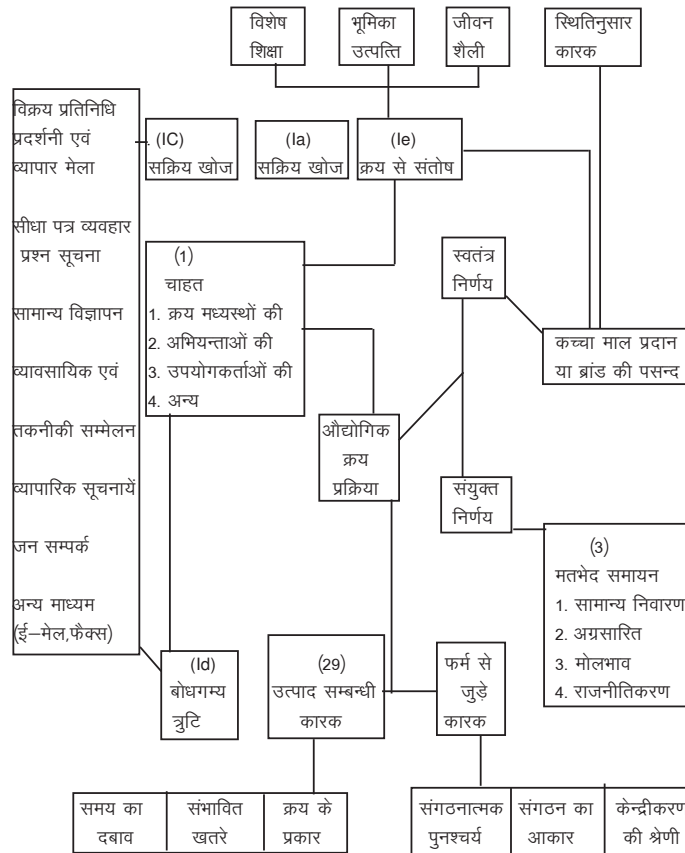 विशेष
शिक्षा
भूमिका
उत्पत्ति
जीवन
शैली
स्थितिनुसार
कारक
विक्रय प्रतिनिधि
प्रदर्शनी एवं
व्यापार मेला
सीधा पत्र व्यवहार
प्रश्न सूचना
सामान्य विज्ञापन
व्यावसायिक एवं
तकनीकी सम्मेलन
व्यापारिक सूचनायें
जन सम्पर्क
अन्य माध्यम
(ई–मेल,फैक्स)
(IC)
सक्रिय खोज
(Ia)
सक्रिय खोज
(Ie)
क्रय से संतोष
(1)
चाहत
1. क्रय मध्यस्थों की
2. अभियन्ताओं की
3. उपयोगकर्ताओं की
4. अन्य
स्वतंत्र
निर्णय
कच्चा माल प्रदान
या ब्रांड की पसन्द
औद्योगिक
क्रय
प्रक्रिया
संयुक्त
निर्णय
(3)
मतभेद समायन
1. सामान्य निवारण
2. अग्रसारित
3. मोलभाव
4. राजनीतिकरण
(Id)
बोधगम्य
त्रुटि
(29)
उत्पाद सम्बन्धी
कारक
फर्म से
जुड़े
कारक
समय का
दबाव
संभावित
खतरे
क्रय के
प्रकार
संगठनात्मक
पुनश्चर्य
संगठन का
आकार
केन्द्रीकरण
की श्रेणी